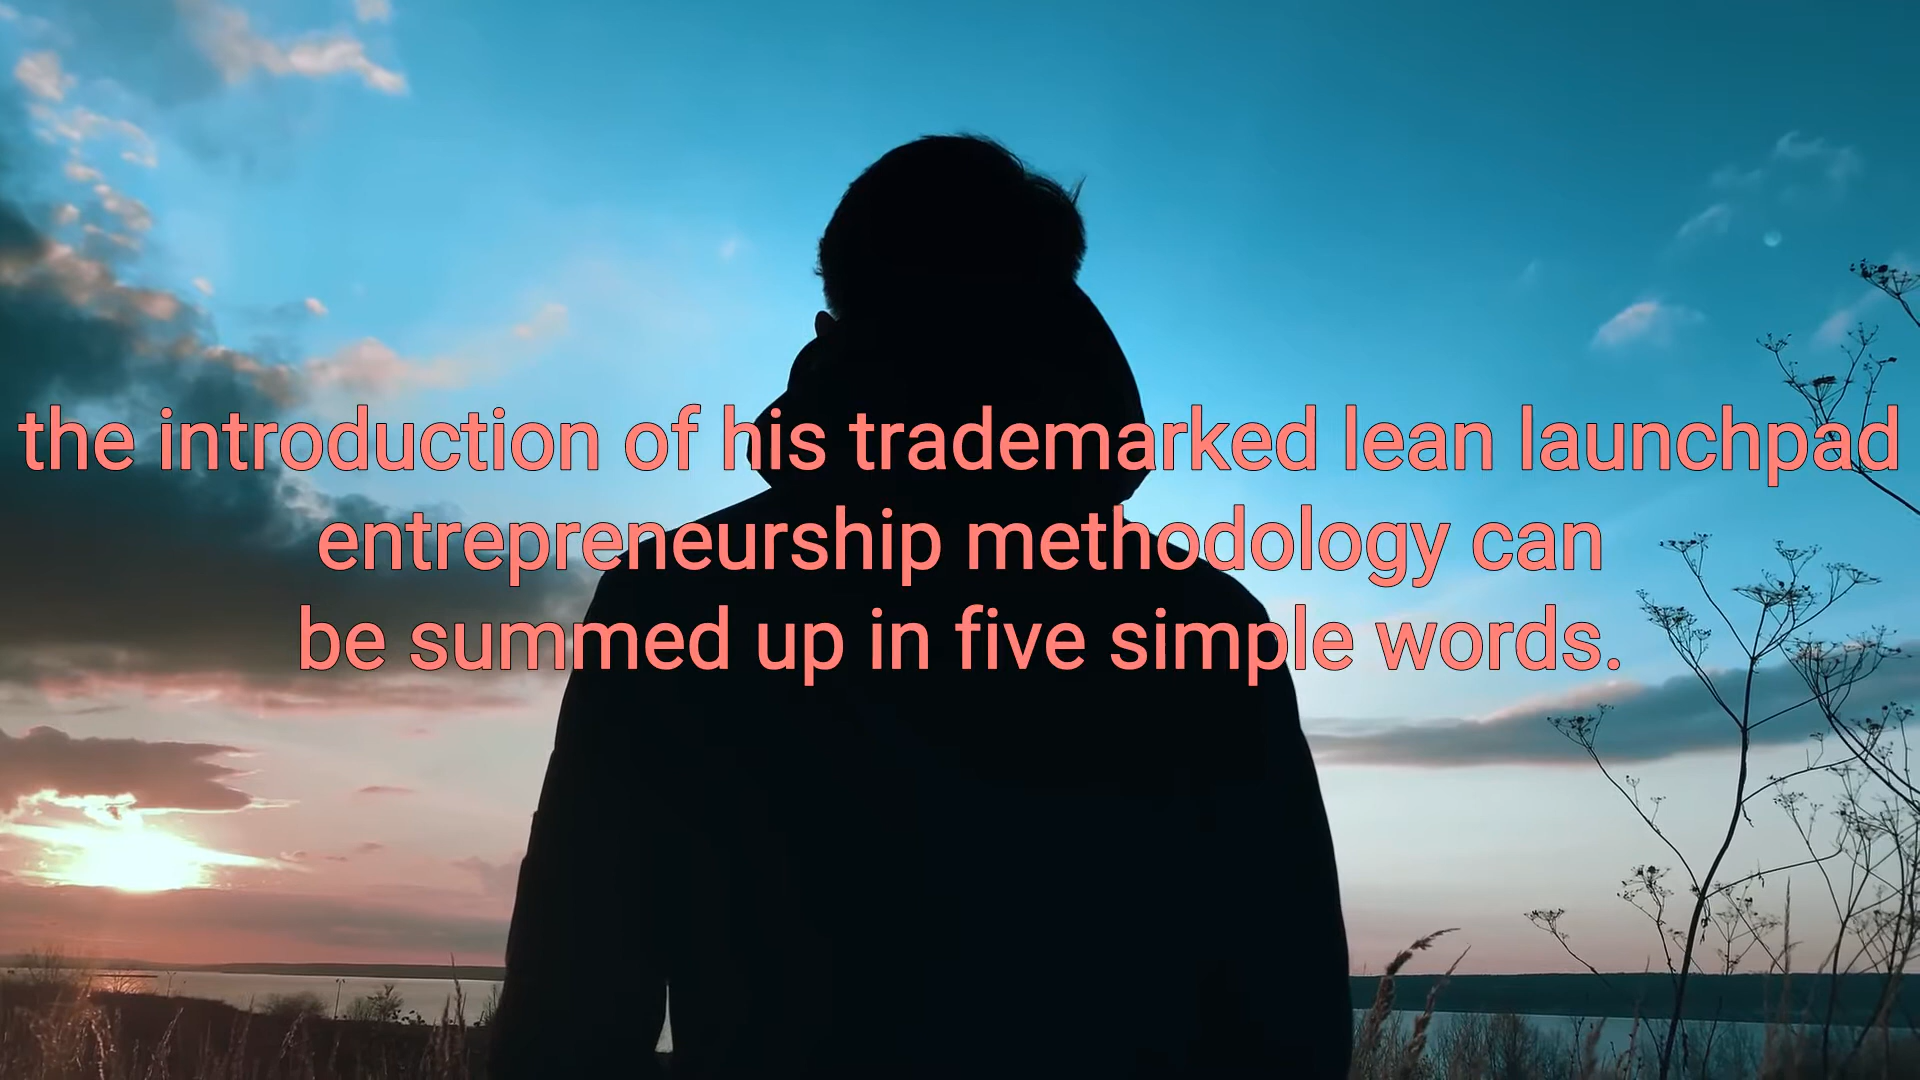 the introduction of his trademarked lean launchpad
entrepreneurship methodology can
be summed up in five simple words.